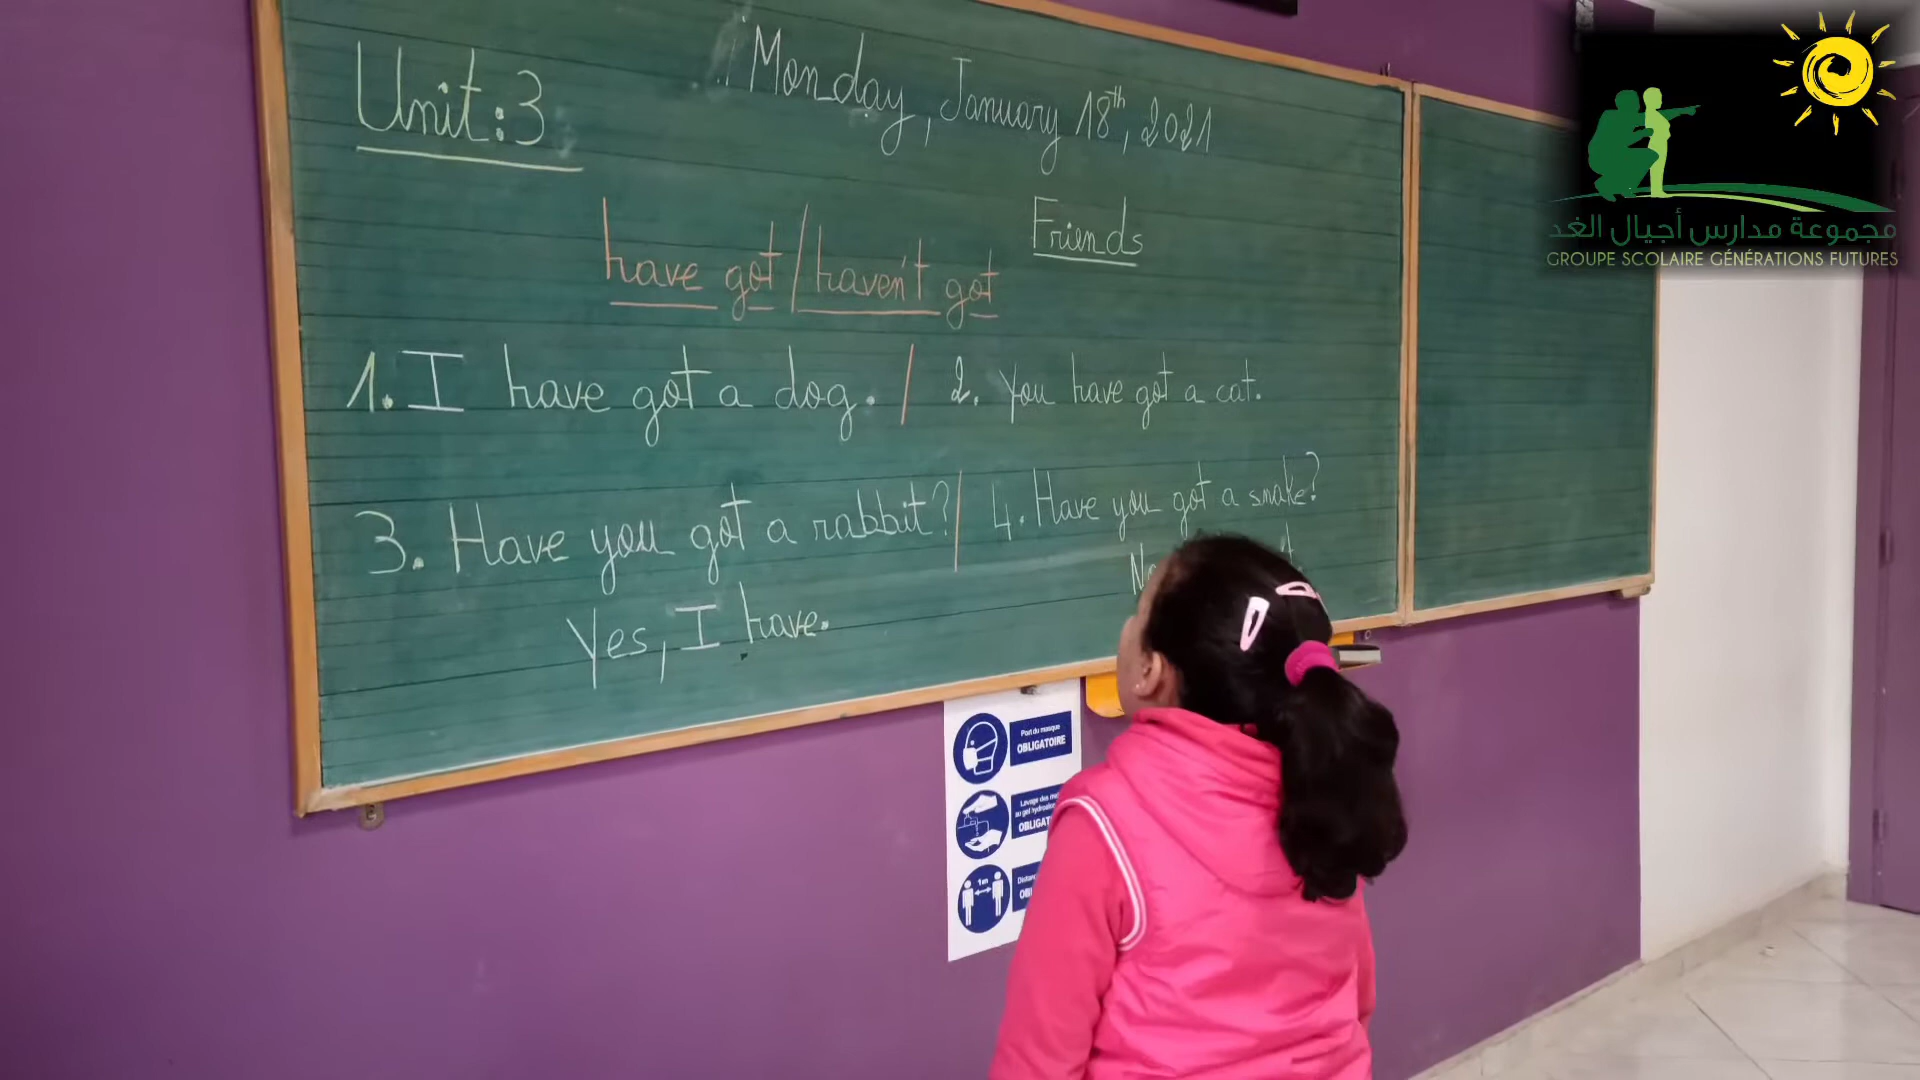 Unit:3
Monday, January 18th, 2021
Friends
have got / haven't got
1. I have got a dog. / 2. You have got a cat.
3. Have you got a rabbit? / 4. Have you got a snake?
Yes, I have.
مجموعة مدارس أجيال الغد
GROUPE SCOLAIRE GÉNÉRATIONS FUTURES
Port du masque
OBLIGATOIRE